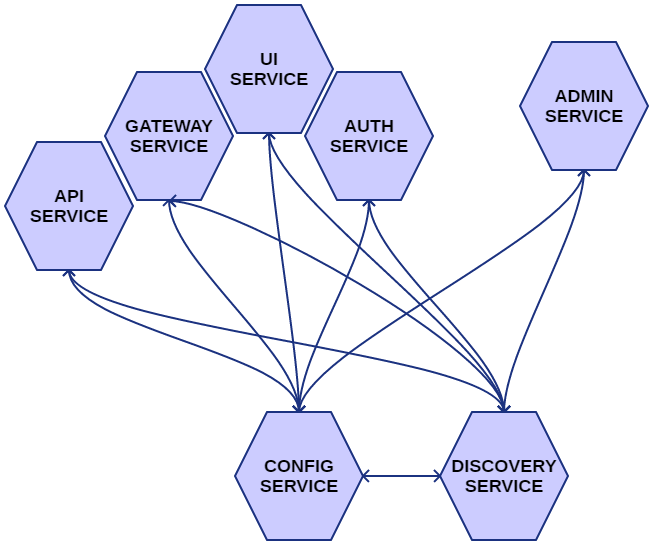 UI
SERVICE
ADMIN
SERVICE
GATEWAY
SERVICE
AUTH
SERVICE
API
SERVICE
CONFIG
SERVICE
DISCOVERY
SERVICE